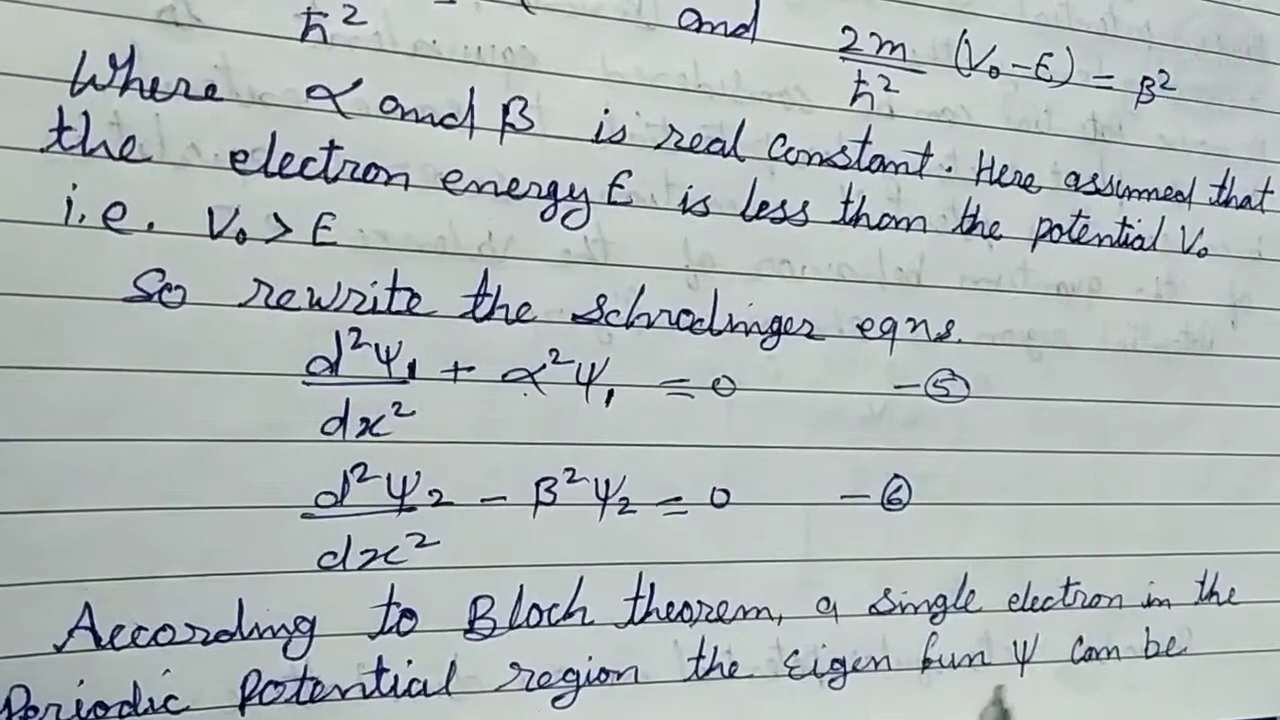 ħ² and 2m/ħ² (V₀-E) = β²
Where α and β is real constant. Here assumed that
the electron energy E is less than the potential V₀
i.e. V₀ > E
So rewrite the schrodinger eqns.
d²Ψ₁/dx² + α²Ψ₁ = 0 -⑤
d²Ψ₂/dx² - β²Ψ₂ = 0 -⑥
According to Bloch theorem, a single electron in the
Periodic potential region the eigen fun Ψ can be